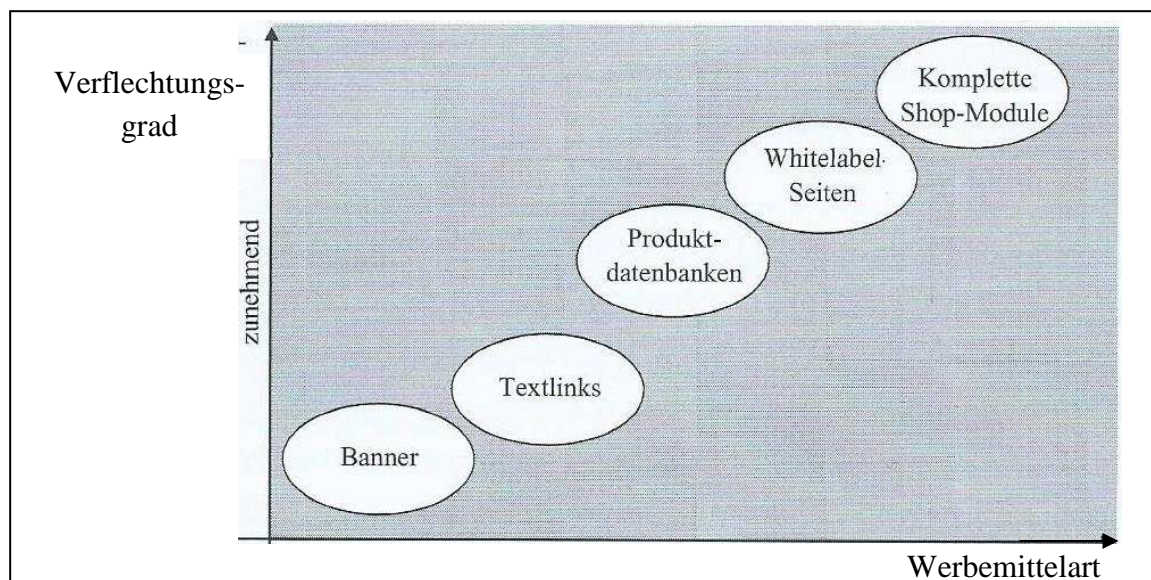 Verflechtungs-
grad
zunehmend
Komplette
Shop-Module
Whitelabel-
Seiten
Produkt-
datenbanken
Textlinks
Banner
Werbemittelart